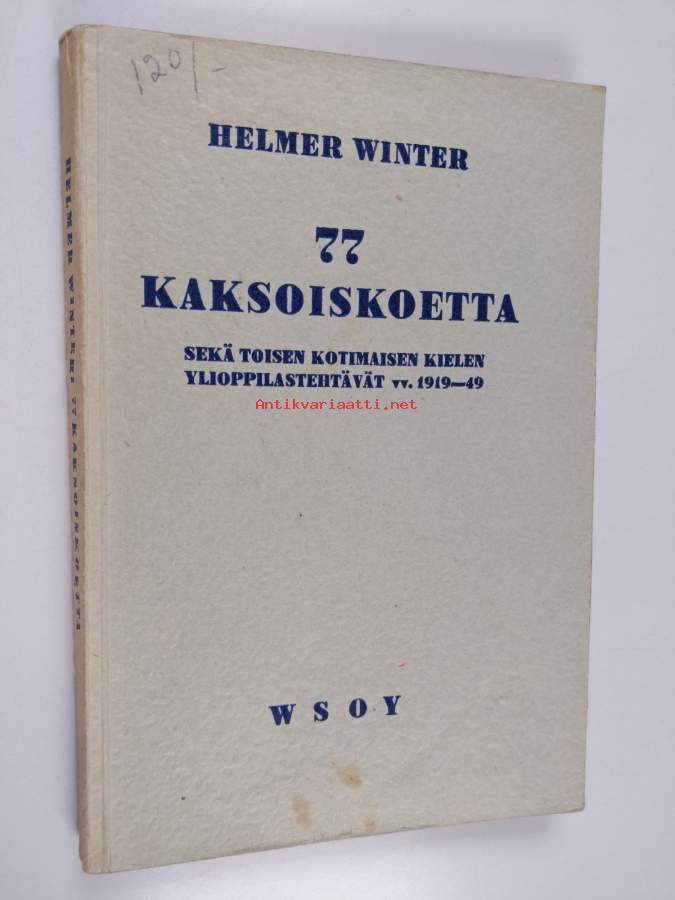 120/-
HELMER WINTER
77
KAKSOISKOETTA
SEKÄ TOISEN KOTIMAISEN KIELEN
YLIOPPILASTEHTÄVÄT vv. 1919—49
Antikvariaatti.net
W S O Y
HELMER WINTER: 77 KAKSOISKOETTA